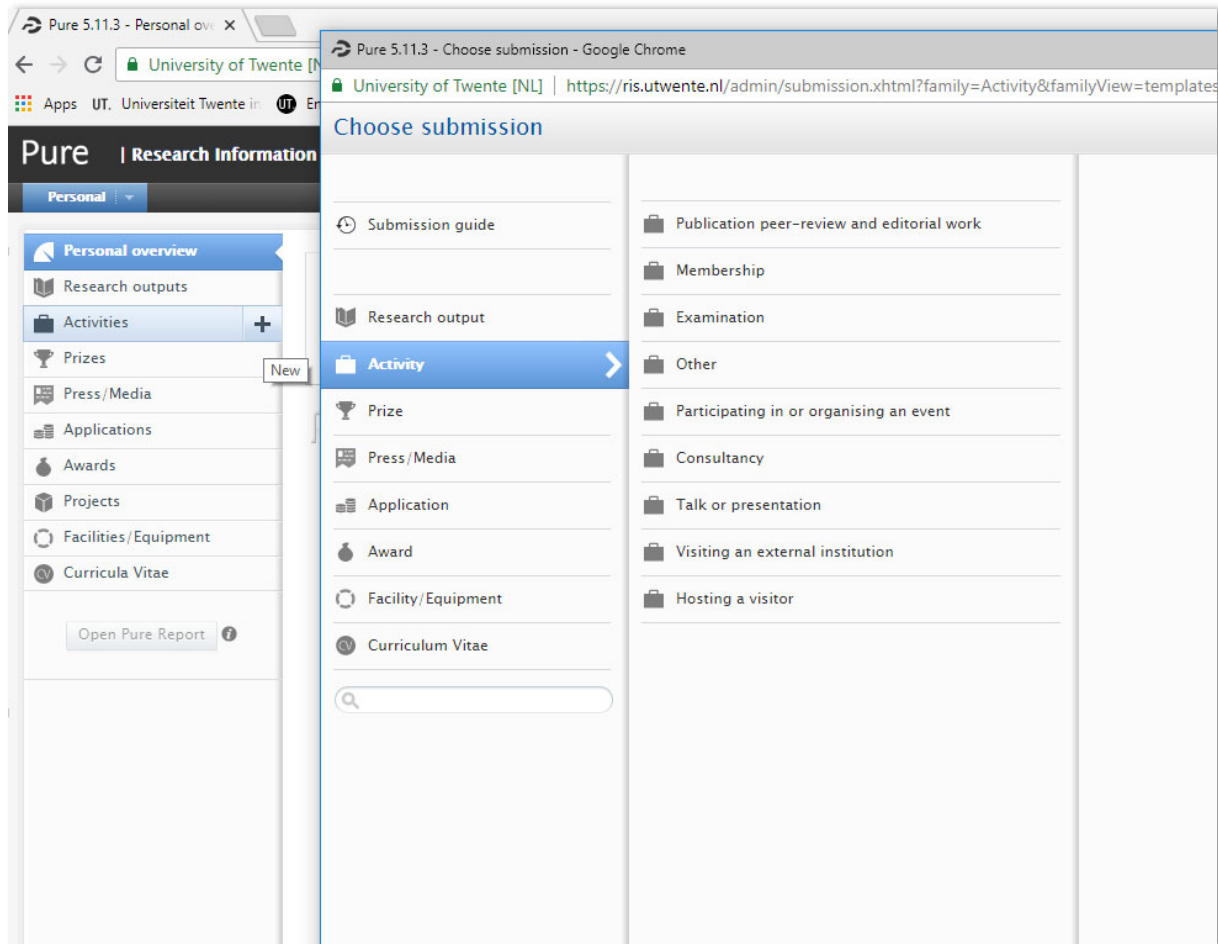 Pure 5.11.3 - Personal ove
University of Twente [N
Apps UT. Universiteit Twente in UT En
Pure | Research Information
Personal
Personal overview
Research outputs
Activities
New
Prizes
Press/Media
Applications
Awards
Projects
Facilities/Equipment
CV Curricula Vitae
Open Pure Report
Pure 5.11.3 - Choose submission - Google Chrome
University of Twente [NL] | https://ris.utwente.nl/admin/submission.xhtml?family=Activity&familyView=templates
Choose submission
Submission guide
Research output
Activity
Prize
Press/Media
Application
Award
Facility/Equipment
CV Curriculum Vitae
Publication peer-review and editorial work
Membership
Examination
Other
Participating in or organising an event
Consultancy
Talk or presentation
Visiting an external institution
Hosting a visitor